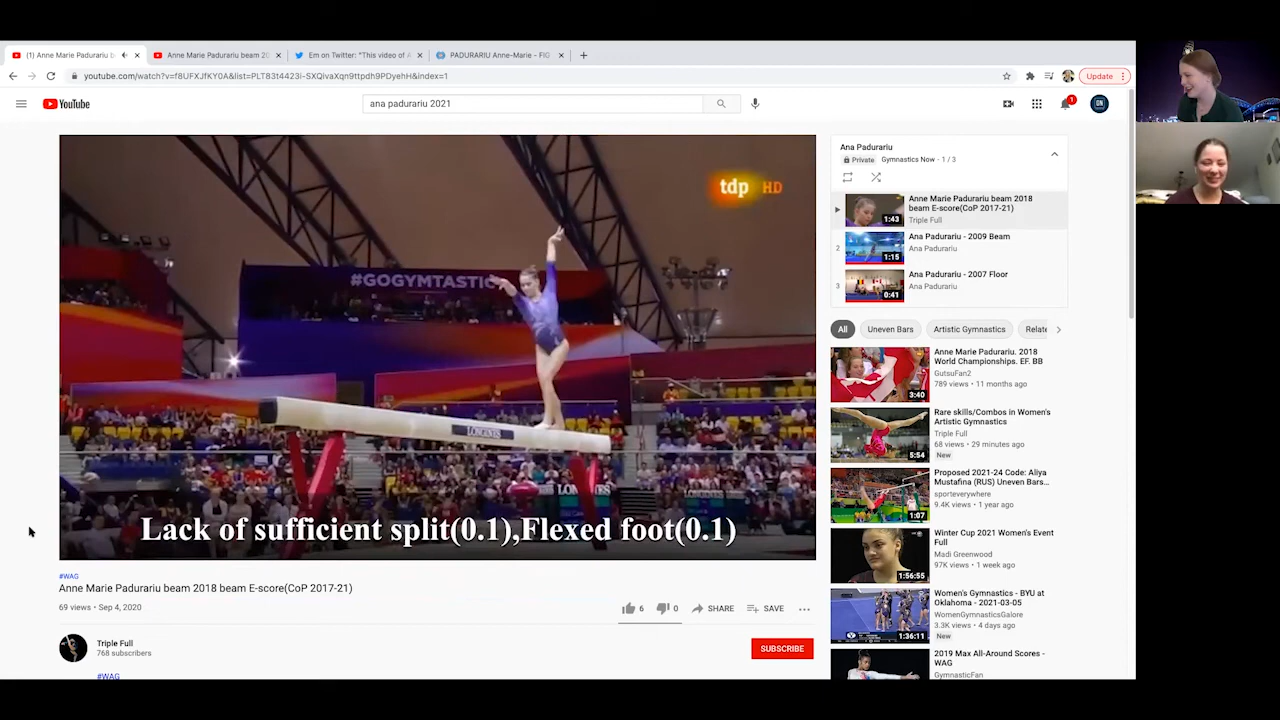 (1) Anne Marie Padurariu b
Anne Marie Padurariu beam 20
Em on Twitter: "This video of A
PADURARIU Anne-Marie - FIG
youtube.com/watch?v=f8UFXJfKY0A&list=PLT83t4423i-SXQivaXqn9ttpdh9PDyehH&index=1
Update
YouTube
ana padurariu 2021
1
GN
tdp HD
#GOGYMTASTIC
LONGINES
LONGINES
Lack of sufficient split(0.1),Flexed foot(0.1)
#WAG
Anne Marie Padurariu beam 2018 beam E-score(CoP 2017-21)
69 views • Sep 4, 2020
6
0
SHARE
SAVE
Triple Full
768 subscribers
SUBSCRIBE
#WAG
Ana Padurariu
Private
Gymnastics Now - 1 / 3
1:43
Anne Marie Padurariu beam 2018
beam E-score(CoP 2017-21)
Triple Full
2
1:15
Ana Padurariu - 2009 Beam
Ana Padurariu
3
0:41
Ana Padurariu - 2007 Floor
Ana Padurariu
All
Uneven Bars
Artistic Gymnastics
Relate
3:40
Anne Marie Padurariu. 2018
World Championships. EF. BB
GutsuFan2
789 views • 11 months ago
5:54
Rare skills/Combos in Women's
Artistic Gymnastics
Triple Full
68 views • 29 minutes ago
New
1:07
Proposed 2021-24 Code: Aliya
Mustafina (RUS) Uneven Bars...
sporteverywhere
9.4K views • 1 year ago
1:56:55
Winter Cup 2021 Women's Event
Full
Madi Greenwood
97K views • 1 week ago
1:36:11
Women's Gymnastics - BYU at
Oklahoma - 2021-03-05
WomenGymnasticsGalore
3.3K views • 4 days ago
New
2019 Max All-Around Scores -
WAG
GymnasticFan